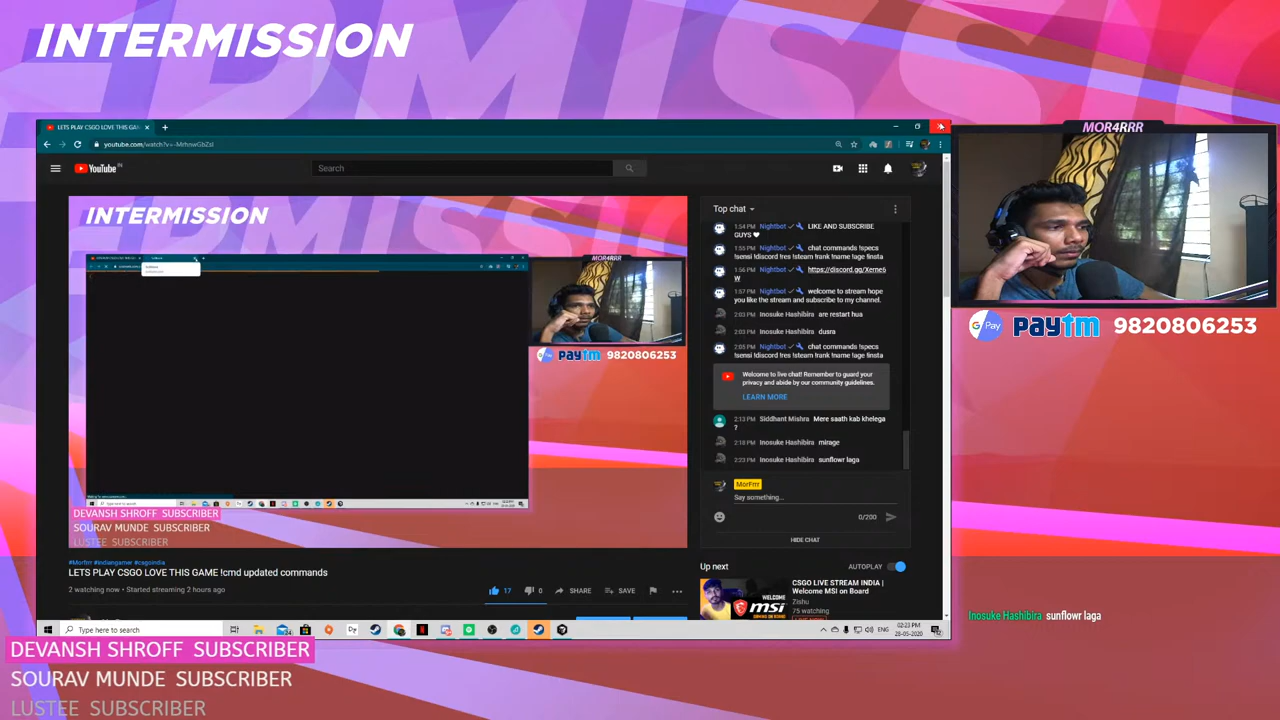 INTERMISSION
LETS PLAY CSGO LOVE THIS GAM
youtube.com/watch?v=-MrhnwGbZsI
MOR4RRR
YouTube IN
Search
INTERMISSION
MOR4RRR
G Pay paytm 9820806253
DEVANSH SHROFF SUBSCRIBER
SOURAV MUNDE SUBSCRIBER
LUSTEE SUBSCRIBER
Top chat
1:54 PM Nightbot LIKE AND SUBSCRIBE
GUYS
1:55 PM Nightbot chat commands !specs
!sensi !discord !res !steam !rank !name !insta
1:56 PM Nightbot https://discord.gg/Xerne6
W
1:57 PM Nightbot welcome to stream hope
you like the stream and subscribe to my channel.
2:03 PM Inosuke Hashibira are restart hua
2:03 PM Inosuke Hashibira dusra
2:05 PM Nightbot chat commands !specs
!sensi !discord !res !steam !rank !name !insta
Welcome to live chat! Remember to guard your
privacy and abide by our community guidelines.
LEARN MORE
2:13 PM Siddhant Mishra Mere saath kab khelega
?
2:18 PM Inosuke Hashibira mirage
2:23 PM Inosuke Hashibira sunflowr laga
MorFrrr
Say something...
0/200
HIDE CHAT
G Pay paytm 9820806253
#Morfrrr #indiangamer #csgoindia
LETS PLAY CSGO LOVE THIS GAME !cmd updated commands
2 watching now • Started streaming 2 hours ago
17 0 SHARE SAVE
Up next AUTOPLAY
CSGO LIVE STREAM INDIA |
Welcome MSI on Board
Zishu
75 watching
WELCOME
msi
Type here to search
ENG 02:23 PM
28-05-2020
Inosuke Hashibira sunflowr laga
DEVANSH SHROFF SUBSCRIBER
SOURAV MUNDE SUBSCRIBER
LUSTEE SUBSCRIBER